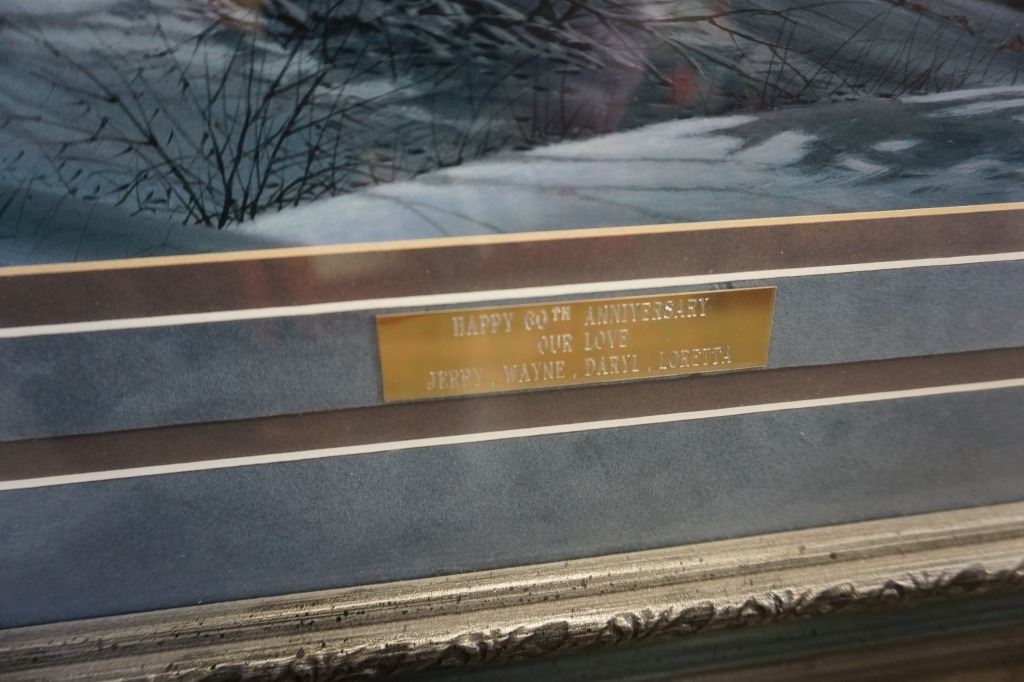 HAPPY 60TH ANNIVERSARY
OUR LOVE
JERRY , WAYNE , DARYL , LORETTA